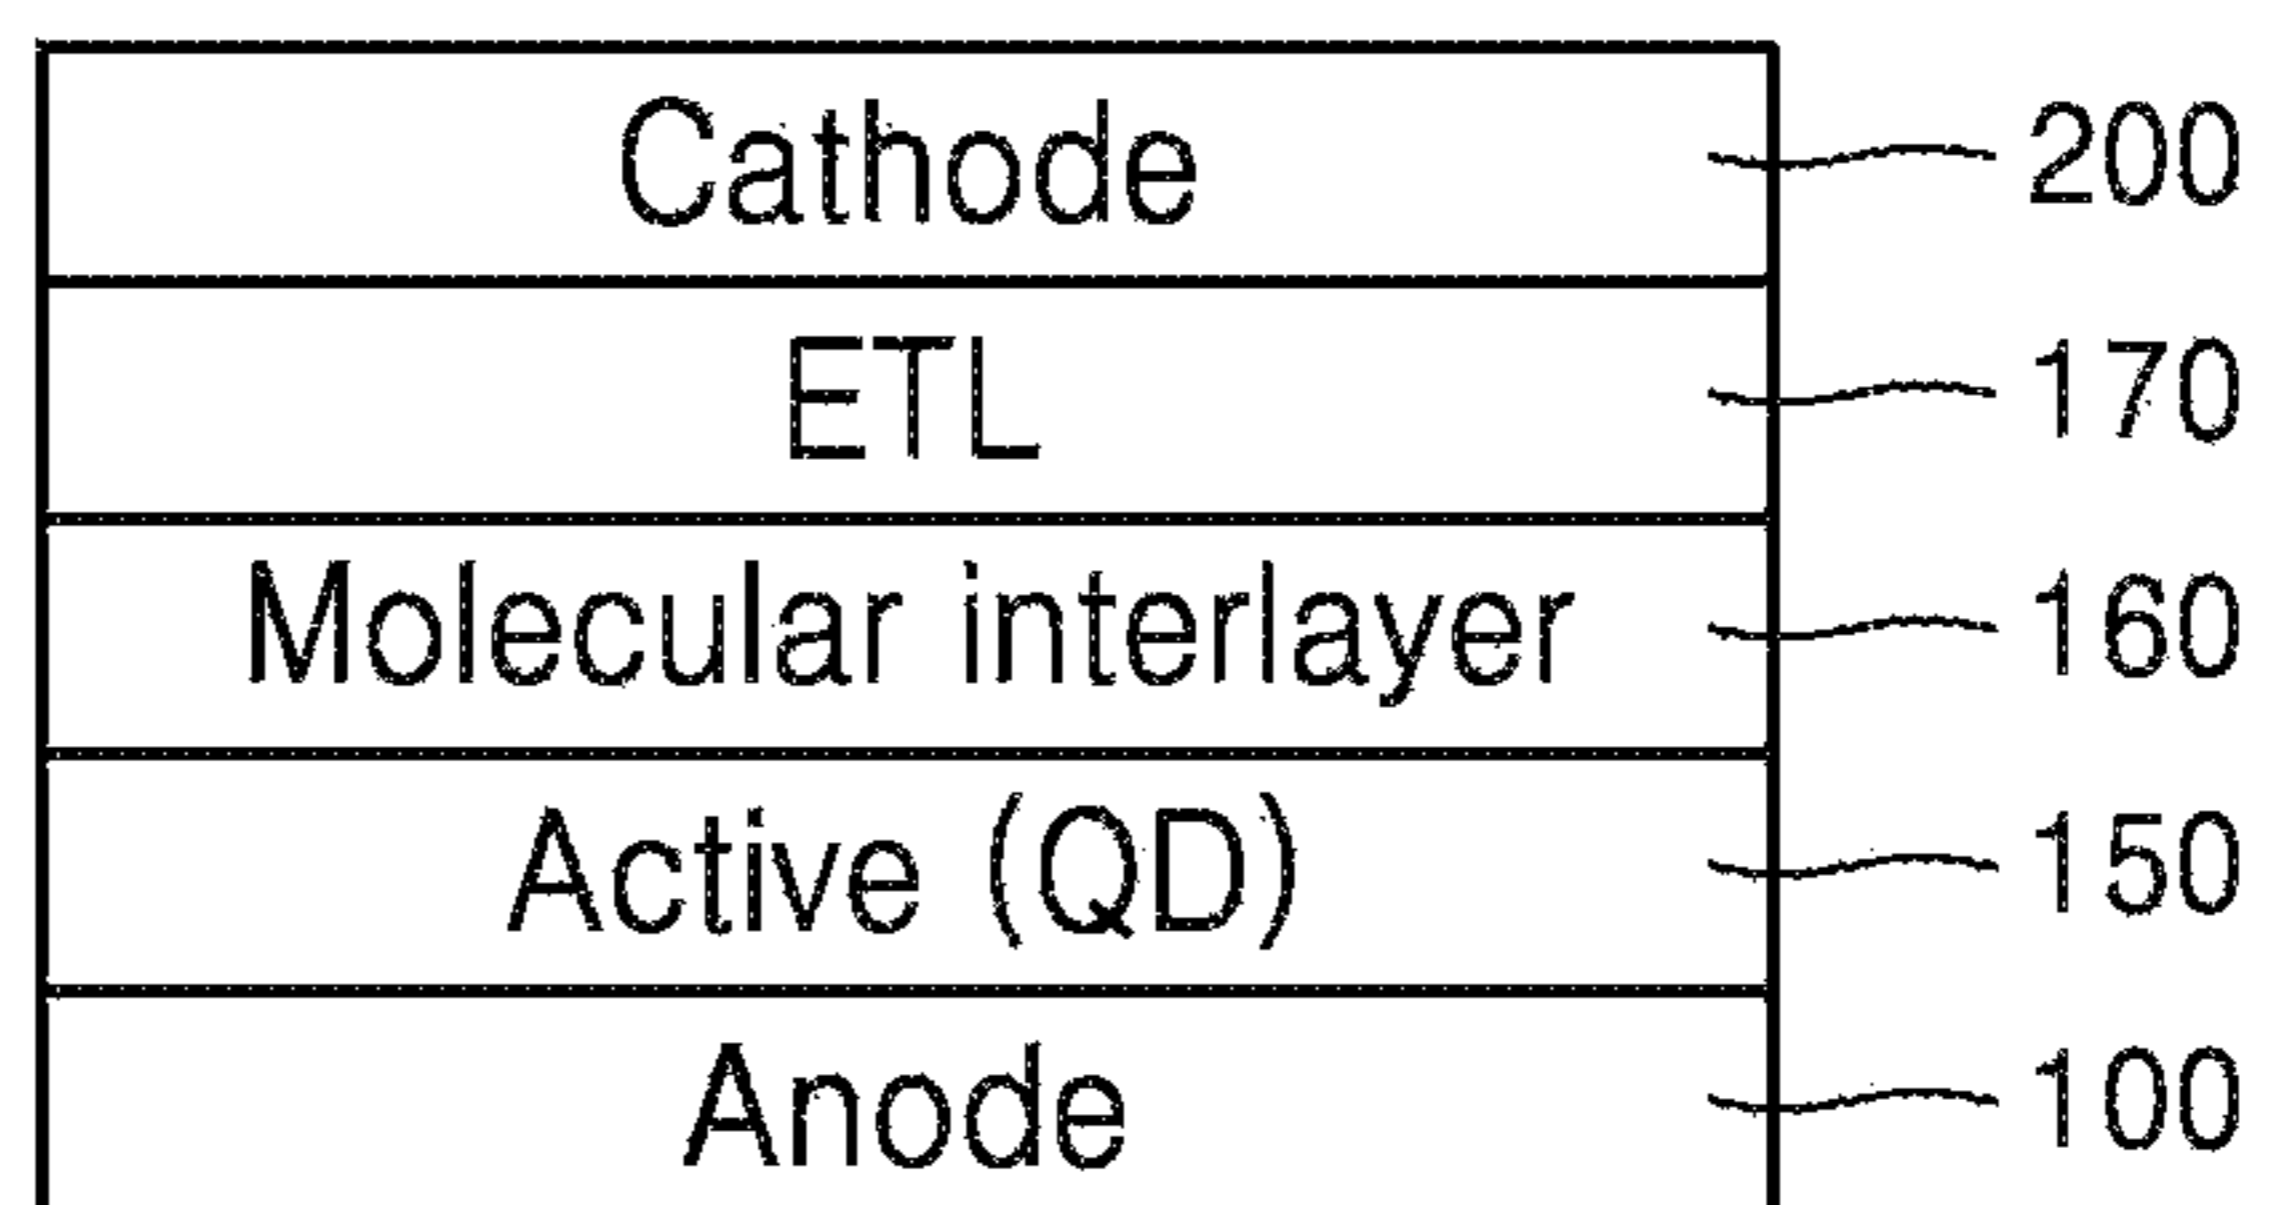 Cathode 200
ETL 170
Molecular interlayer 160
Active (QD) 150
Anode 100